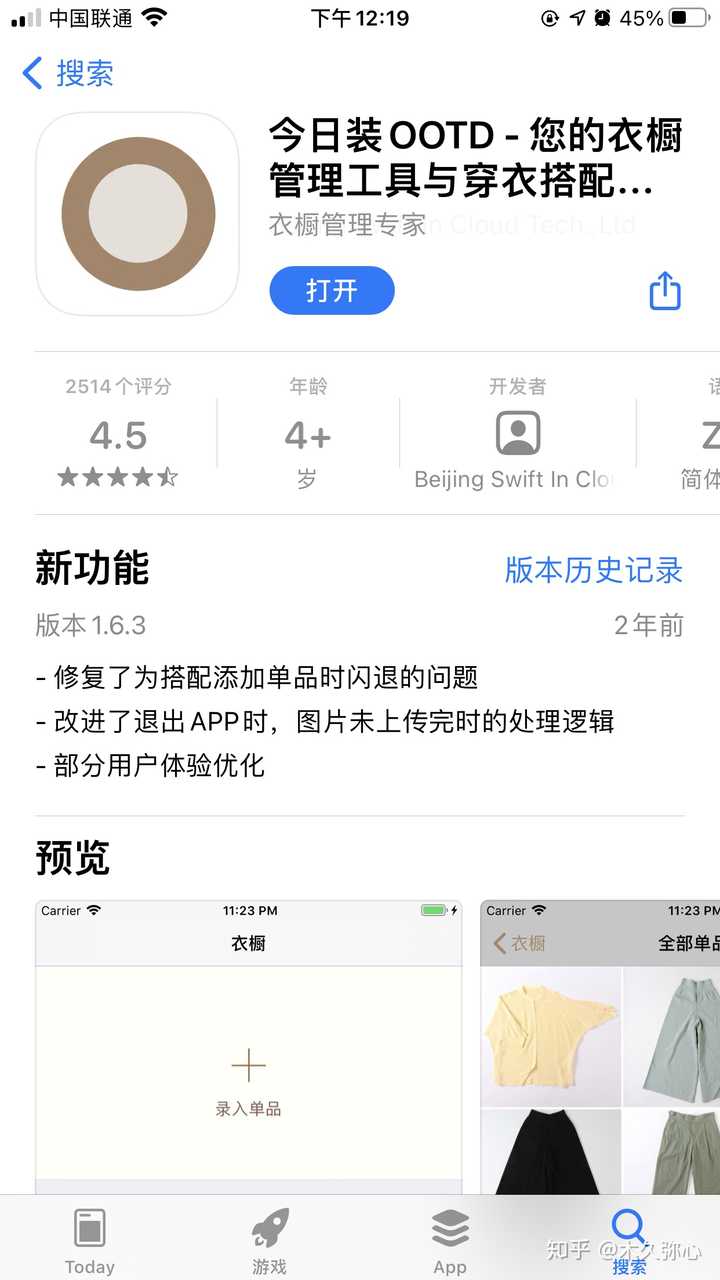 中国联通
下午12:19
45%
搜索
今日装OOTD - 您的衣橱
管理工具与穿衣搭配...
衣橱管理专家 n Cloud Tech., Ltd
打开
2514个评分
年龄
开发者
4.5
4+
岁
Beijing Swift In Clo
简体
新功能
版本历史记录
版本 1.6.3
2年前
- 修复了为搭配添加单品时闪退的问题
- 改进了退出APP时，图片未上传完时的处理逻辑
- 部分用户体验优化
预览
Carrier
11:23 PM
衣橱
录入单品
Carrier
11:23 PM
衣橱
全部单品
Today
游戏
App
搜索
知乎 @木久弥心